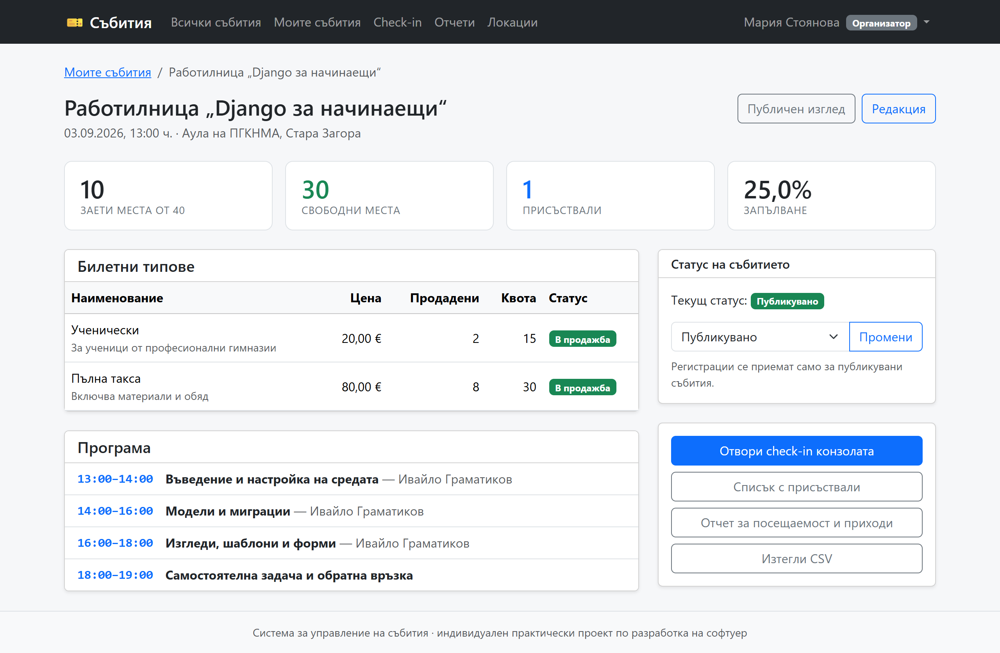 🎫 Събития Всички събития Моите събития Check-in Отчети Локации Мария Стоянова Организатор
Моите събития / Работилница „Django за начинаещи“
Работилница „Django за начинаещи“
Публичен изглед Редакция
03.09.2026, 13:00 ч. · Аула на ПГКНМА, Стара Загора
10
ЗАЕТИ МЕСТА ОТ 40
30
СВОБОДНИ МЕСТА
1
ПРИСЪСТВАЛИ
25,0%
ЗАПЪЛВАНЕ
Билетни типове
Наименование Цена Продадени Квота Статус
Ученически
За ученици от професионални гимназии
20,00 € 2 15 В продажба
Пълна такса
Включва материали и обяд
80,00 € 8 30 В продажба
Програма
13:00–14:00 Въведение и настройка на средата — Ивайло Граматиков
14:00–16:00 Модели и миграции — Ивайло Граматиков
16:00–18:00 Изгледи, шаблони и форми — Ивайло Граматиков
18:00–19:00 Самостоятелна задача и обратна връзка
Статус на събитието
Текущ статус: Публикувано
Публикувано Промени
Регистрации се приемат само за публикувани
събития.
Отвори check-in конзолата
Списък с присъствали
Отчет за посещаемост и приходи
Изтегли CSV
Система за управление на събития · индивидуален практически проект по разработка на софтуер